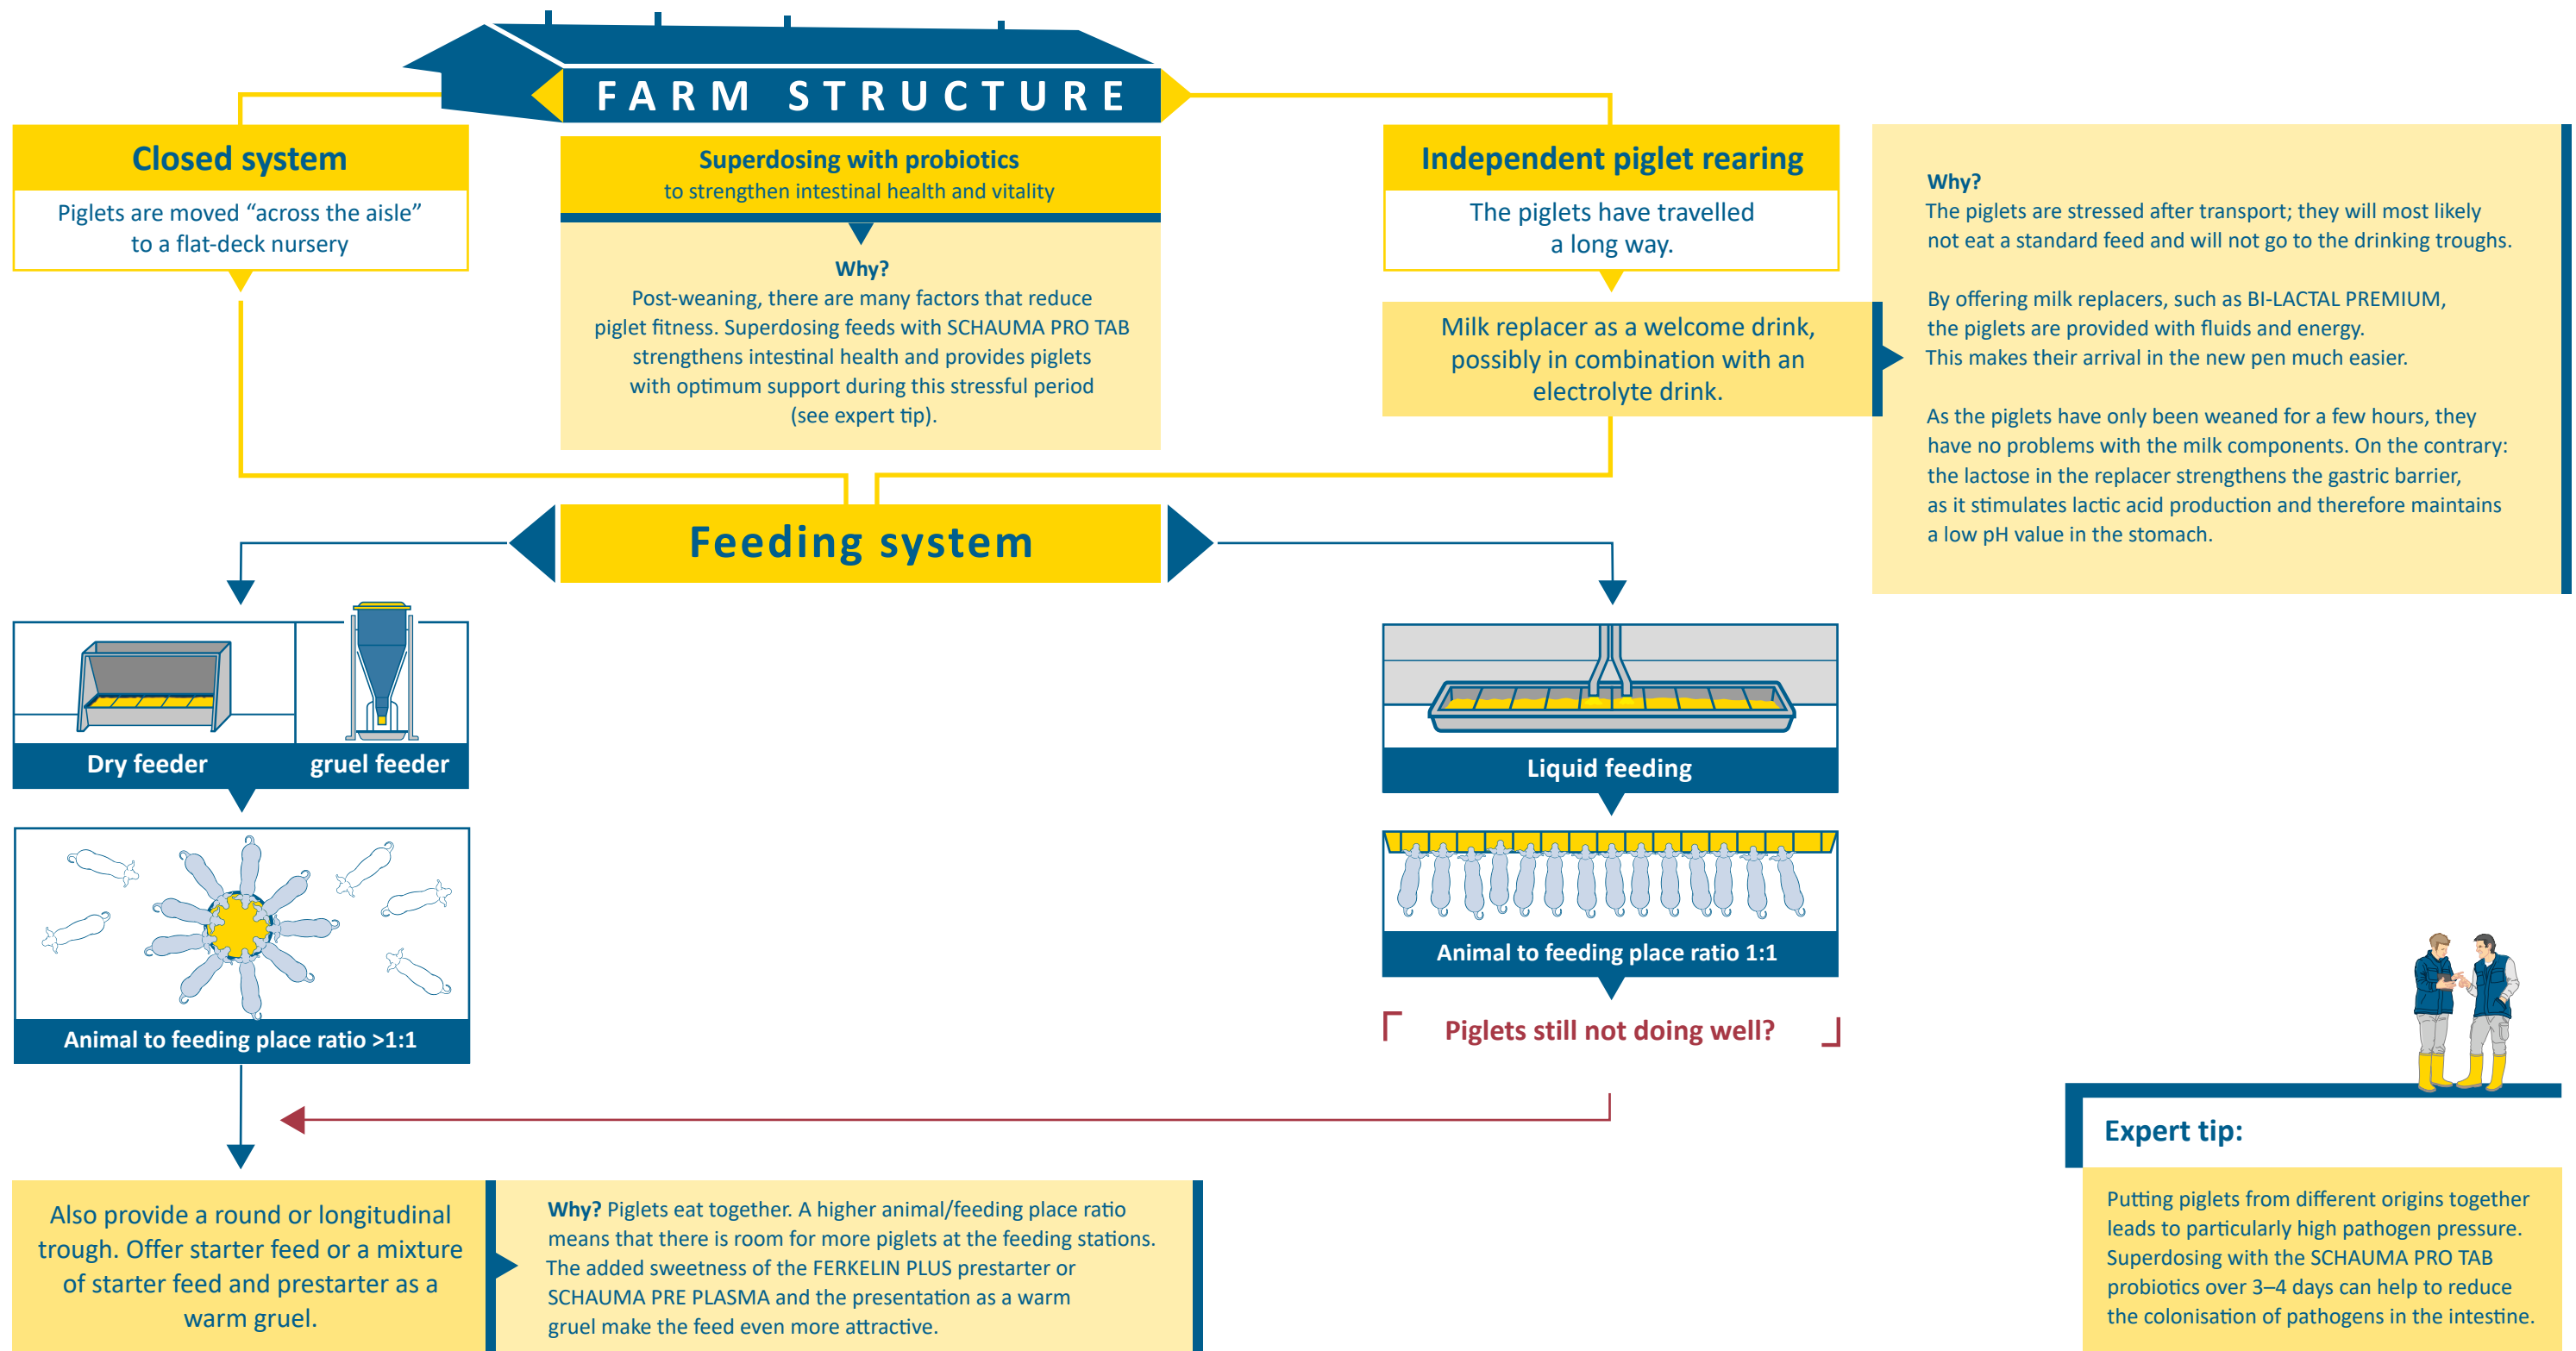 FARM STRUCTURE
Closed system
Piglets are moved “across the aisle”
to a flat-deck nursery
Superdosing with probiotics
to strengthen intestinal health and vitality
Why?
Post-weaning, there are many factors that reduce
piglet fitness. Superdosing feeds with SCHAUMA PRO TAB
strengthens intestinal health and provides piglets
with optimum support during this stressful period
(see expert tip).
Independent piglet rearing
The piglets have travelled
a long way.
Milk replacer as a welcome drink,
possibly in combination with an
electrolyte drink.
Why?
The piglets are stressed after transport; they will most likely
not eat a standard feed and will not go to the drinking troughs.
By offering milk replacers, such as BI-LACTAL PREMIUM,
the piglets are provided with fluids and energy.
This makes their arrival in the new pen much easier.
As the piglets have only been weaned for a few hours, they
have no problems with the milk components. On the contrary:
the lactose in the replacer strengthens the gastric barrier,
as it stimulates lactic acid production and therefore maintains
a low pH value in the stomach.
Feeding system
Dry feeder
gruel feeder
Animal to feeding place ratio >1:1
Liquid feeding
Animal to feeding place ratio 1:1
Piglets still not doing well?
Also provide a round or longitudinal
trough. Offer starter feed or a mixture
of starter feed and prestarter as a
warm gruel.
Why? Piglets eat together. A higher animal/feeding place ratio
means that there is room for more piglets at the feeding stations.
The added sweetness of the FERKELIN PLUS prestarter or
SCHAUMA PRE PLASMA and the presentation as a warm
gruel make the feed even more attractive.
Expert tip:
Putting piglets from different origins together
leads to particularly high pathogen pressure.
Superdosing with the SCHAUMA PRO TAB
probiotics over 3–4 days can help to reduce
the colonisation of pathogens in the intestine.